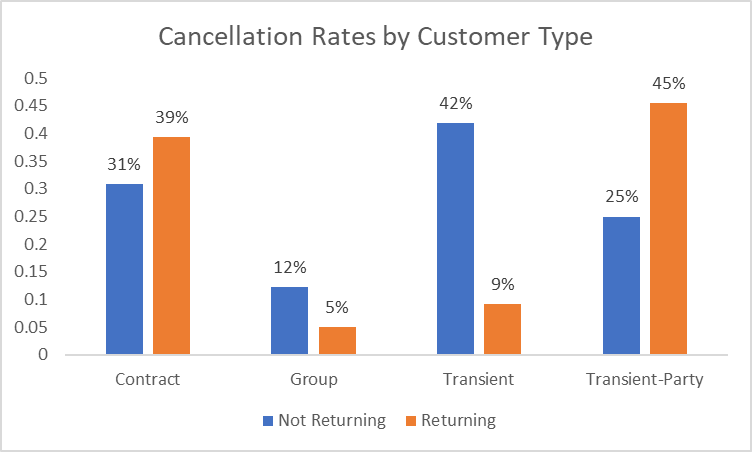 Cancellation Rates by Customer Type
0.5
0.45
0.4
0.35
0.3
0.25
0.2
0.15
0.1
0.05
0
31%
39%
12%
5%
42%
9%
25%
45%
Contract
Group
Transient
Transient-Party
Not Returning
Returning